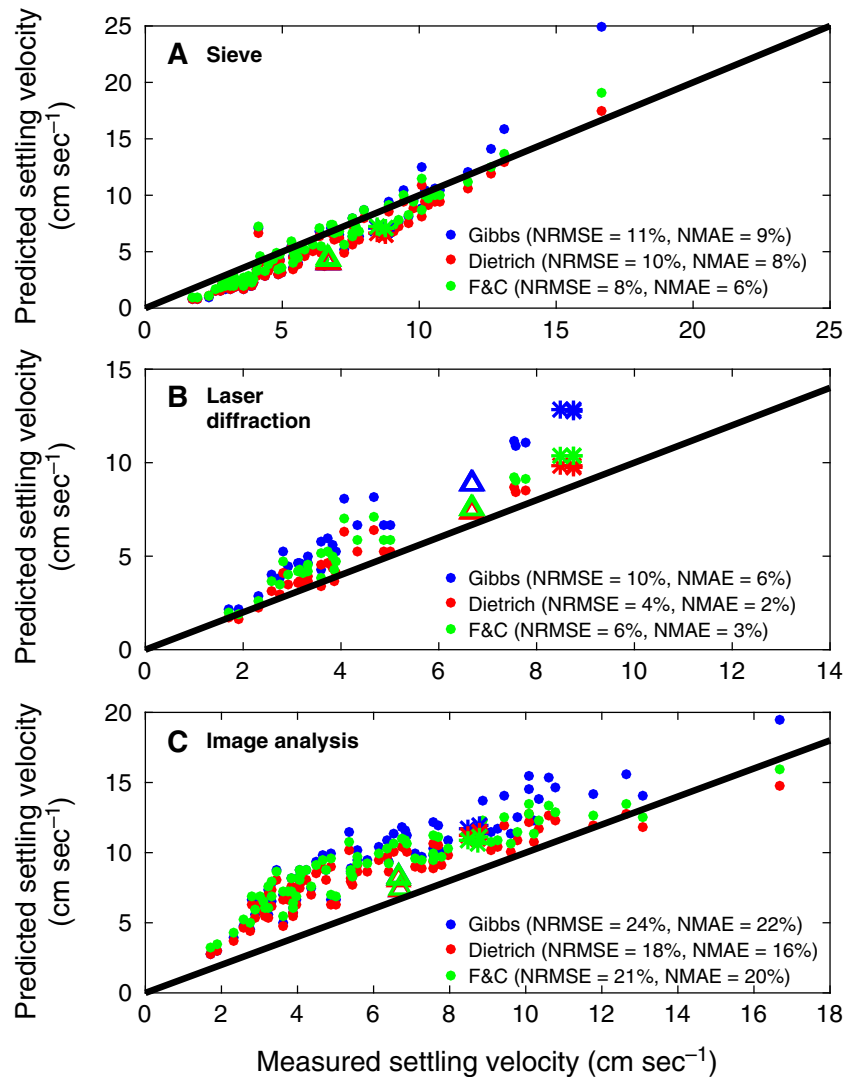 A Sieve
Predicted settling velocity
(cm sec⁻¹)
25
20
15
10
5
0
Gibbs (NRMSE = 11%, NMAE = 9%)
Dietrich (NRMSE = 10%, NMAE = 8%)
F&C (NRMSE = 8%, NMAE = 6%)
0 5 10 15 20 25
B Laser
diffraction
Predicted settling velocity
(cm sec⁻¹)
15
10
5
0
Gibbs (NRMSE = 10%, NMAE = 6%)
Dietrich (NRMSE = 4%, NMAE = 2%)
F&C (NRMSE = 6%, NMAE = 3%)
0 2 4 6 8 10 12 14
C Image analysis
Predicted settling velocity
(cm sec⁻¹)
20
15
10
5
0
Gibbs (NRMSE = 24%, NMAE = 22%)
Dietrich (NRMSE = 18%, NMAE = 16%)
F&C (NRMSE = 21%, NMAE = 20%)
0 2 4 6 8 10 12 14 16 18
Measured settling velocity (cm sec⁻¹)